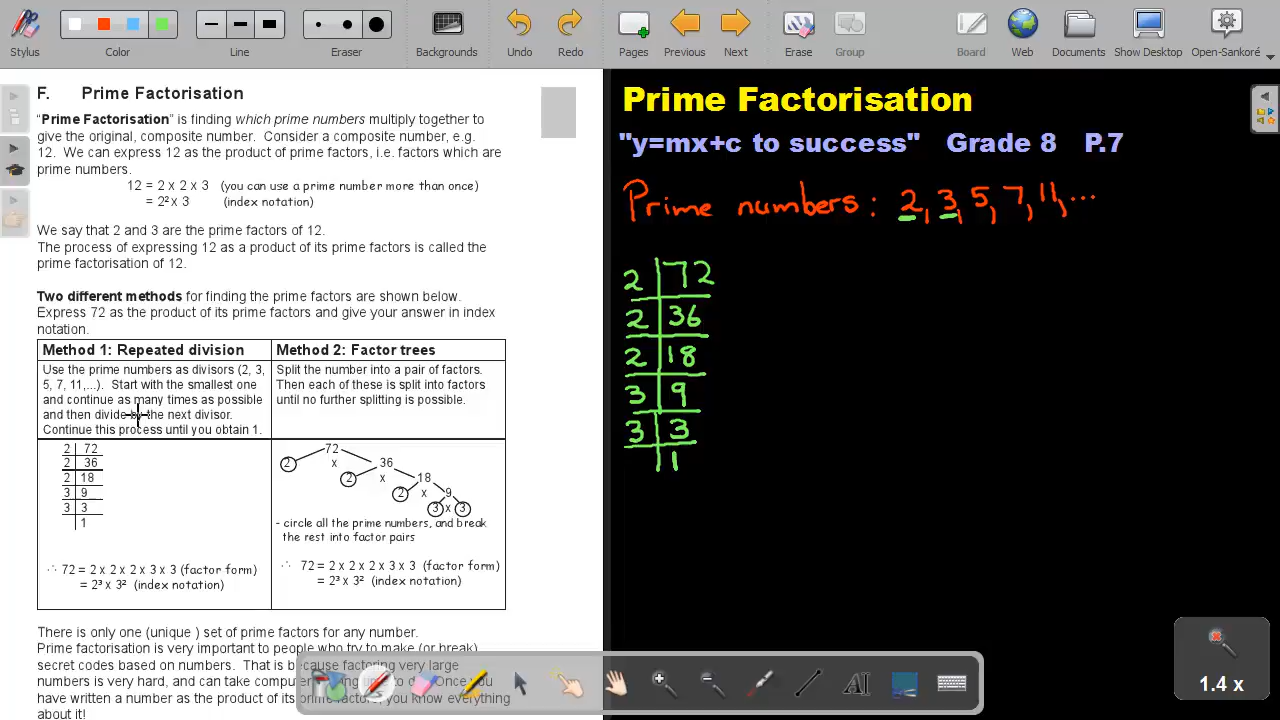 Stylus Color Line Eraser Backgrounds Undo Redo Pages Previous Next Erase Group Board Web Documents Show Desktop Open-Sankoré
F. Prime Factorisation
“Prime Factorisation” is finding which prime numbers multiply together to
give the original, composite number. Consider a composite number, e.g.
12. We can express 12 as the product of prime factors, i.e. factors which are
prime numbers.
12 = 2 x 2 x 3 (you can use a prime number more than once)
= 2² x 3 (index notation)
We say that 2 and 3 are the prime factors of 12.
The process of expressing 12 as a product of its prime factors is called the
prime factorisation of 12.
Two different methods for finding the prime factors are shown below.
Express 72 as the product of its prime factors and give your answer in index
notation.
Method 1: Repeated division
Use the prime numbers as divisors (2, 3,
5, 7, 11,...). Start with the smallest one
and continue as many times as possible
and then divide by the next divisor.
Continue this process until you obtain 1.
2 72
2 36
2 18
3 9
3 3
1
∴ 72 = 2 x 2 x 2 x 3 x 3 (factor form)
= 2³ x 3² (index notation)
Method 2: Factor trees
Split the number into a pair of factors.
Then each of these is split into factors
until no further splitting is possible.
72
2 x 36
2 x 18
2 x 9
3 x 3
- circle all the prime numbers, and break
the rest into factor pairs
∴ 72 = 2 x 2 x 2 x 3 x 3 (factor form)
= 2³ x 3² (index notation)
There is only one (unique ) set of prime factors for any number.
Prime factorisation is very important to people who try to make (or break)
secret codes based on numbers. That is because factoring very large
numbers is very hard, and can take computers
have written a number as the product of its prime factors, you know everything
about it!
Prime Factorisation
"y=mx+c to success" Grade 8 P.7
Prime numbers: 2, 3, 5, 7, 11, ...
2 72
2 36
2 18
3 9
3 3
1
1.4 x